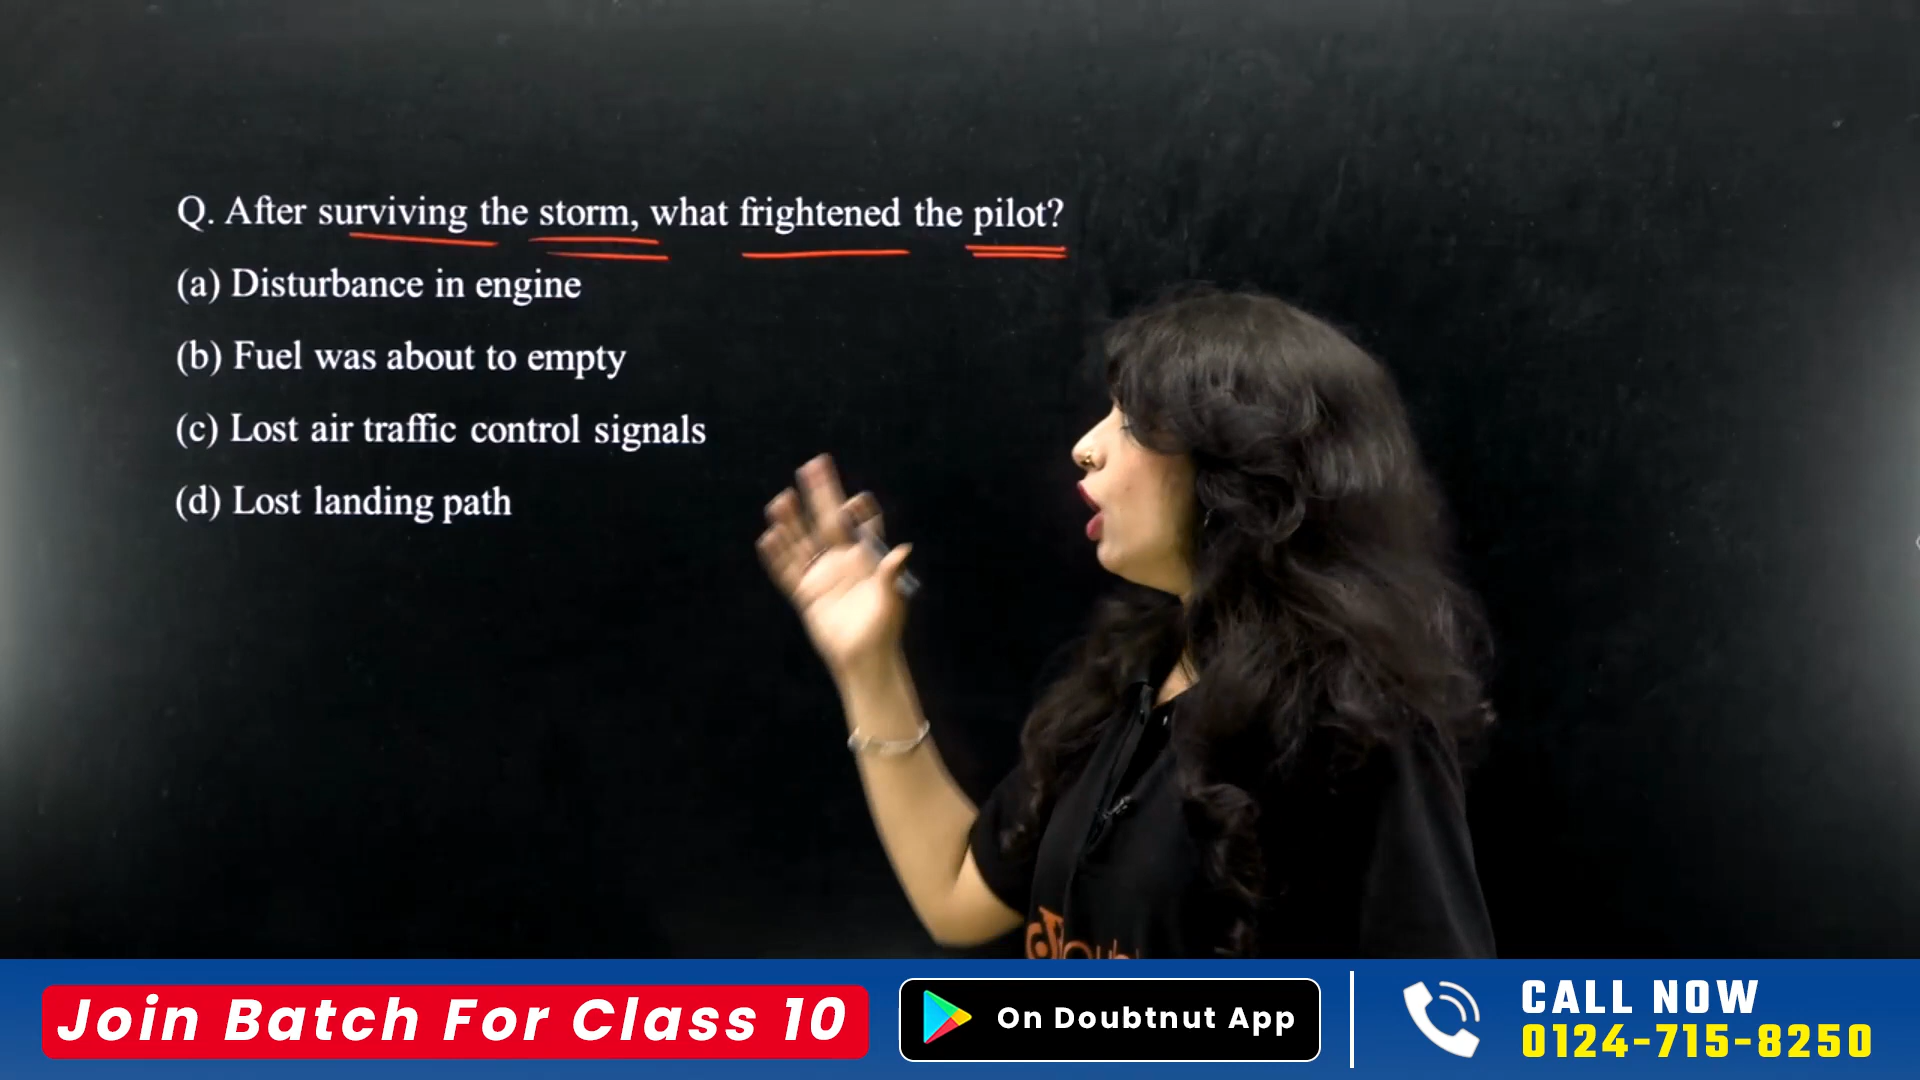 Q. After surviving the storm, what frightened the pilot?
(a) Disturbance in engine
(b) Fuel was about to empty
(c) Lost air traffic control signals
(d) Lost landing path
Join Batch For Class 10
On Doubtnut App
CALL NOW
0124-715-8250